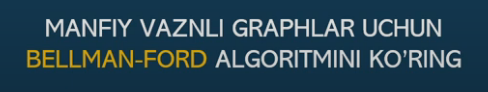 MANFIY VAZNLI GRAPHLAR UCHUN
BELLMAN-FORD ALGORITMINI KO’RING